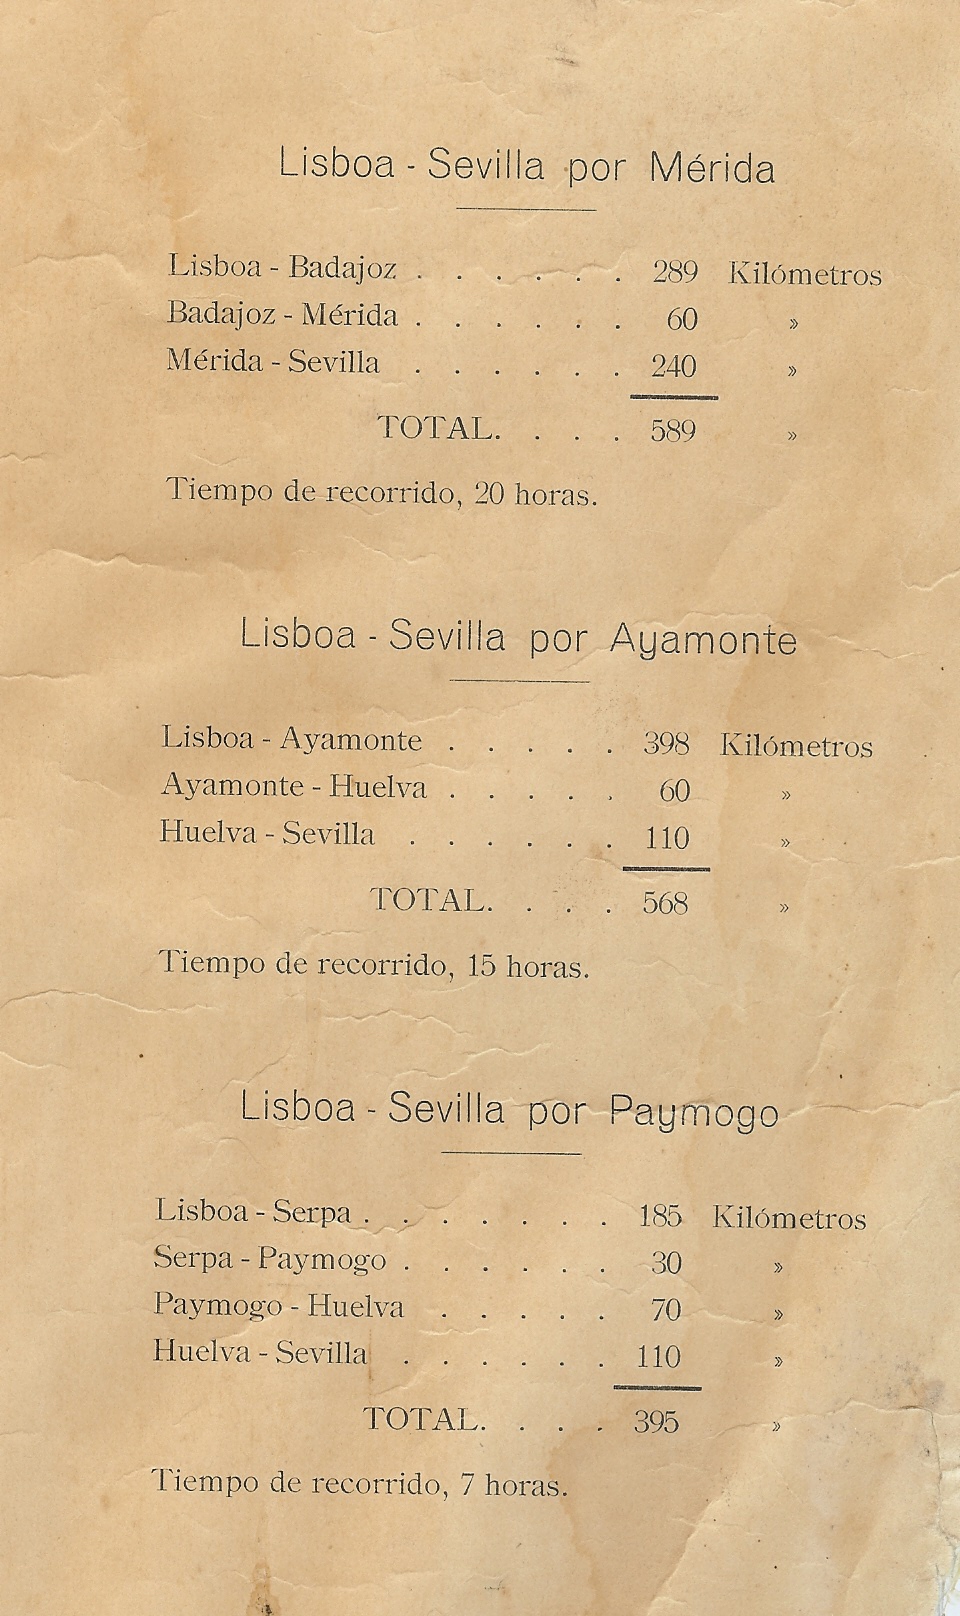 Lisboa - Sevilla por Mérida
Lisboa - Badajoz . . . . . . 289 Kilómetros
Badajoz - Mérida . . . . . . 60 »
Mérida - Sevilla . . . . . . 240 »
TOTAL. . . . 589 »
Tiempo de recorrido, 20 horas.
Lisboa - Sevilla por Ayamonte
Lisboa - Ayamonte . . . . . 398 Kilómetros
Ayamonte - Huelva . . . . . 60 »
Huelva - Sevilla . . . . . . 110 »
TOTAL. . . . 568 »
Tiempo de recorrido, 15 horas.
Lisboa - Sevilla por Paymogo
Lisboa - Serpa . . . . . . . 185 Kilómetros
Serpa - Paymogo . . . . . . 30 »
Paymogo - Huelva . . . . . 70 »
Huelva - Sevilla . . . . . . 110 »
TOTAL. . . . 395 »
Tiempo de recorrido, 7 horas.